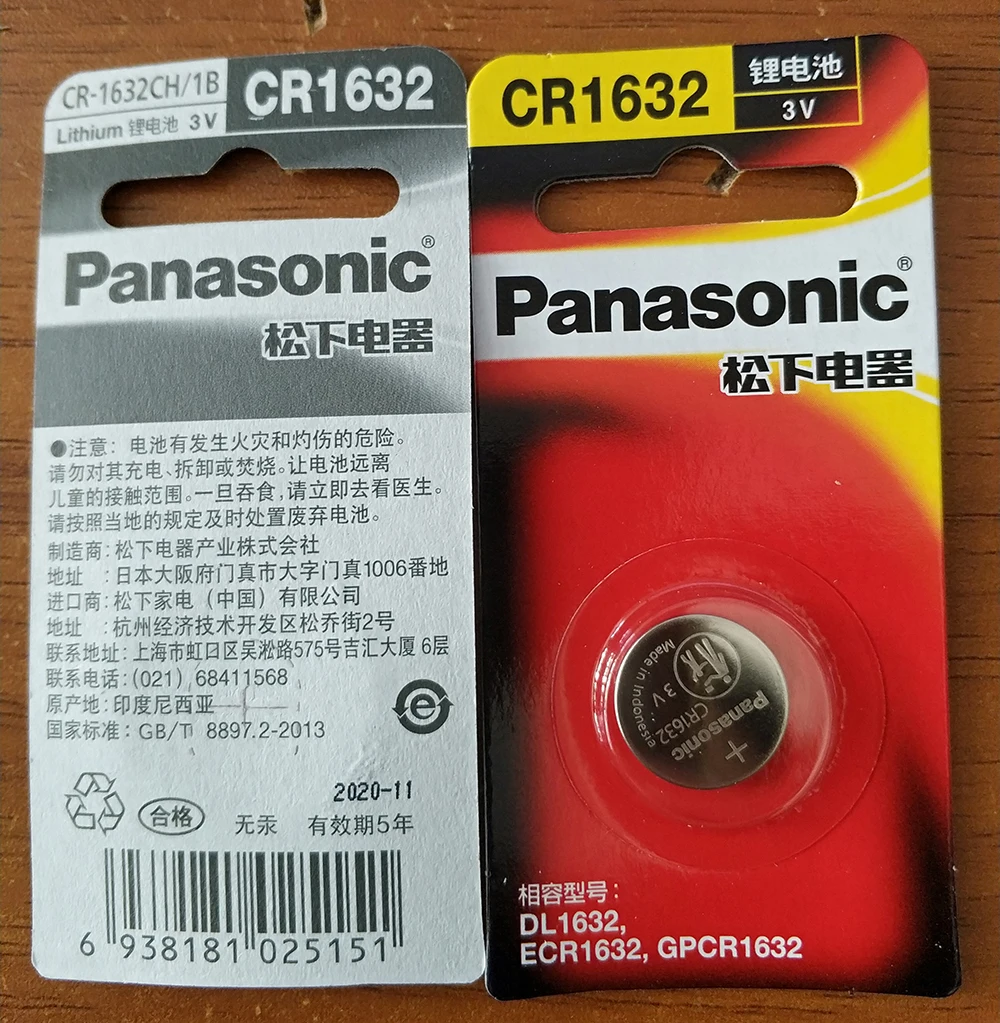 CR-1632CH/1B
Lithium 锂电池 3V
CR1632
Panasonic®
松下电器
●注意：电池有发生火灾和灼伤的危险。
请勿对其充电、拆卸或焚烧。让电池远离
儿童的接触范围。一旦吞食,请立即去看医生。
请按照当地的规定及时处置废弃电池。
制造商:松下电器产业株式会社
地址 :日本大阪府门真市大字门真1006番地
进口商:松下家电（中国）有限公司
地址 :杭州经济技术开发区松乔街2号
联系地址:上海市虹口区吴淞路575号吉汇大厦 6层
联系电话:(021) 68411568
原产地:印度尼西亚
国家标准:GB/T 8897.2-2013
e
2020-11
合格 无汞 有效期5年
6 938181 025151
CR1632
锂电池
3V
Panasonic®
松下电器
Made in Indonesia
3V
CR1632
Panasonic
+
相容型号:
DL1632,
ECR1632, GPCR1632